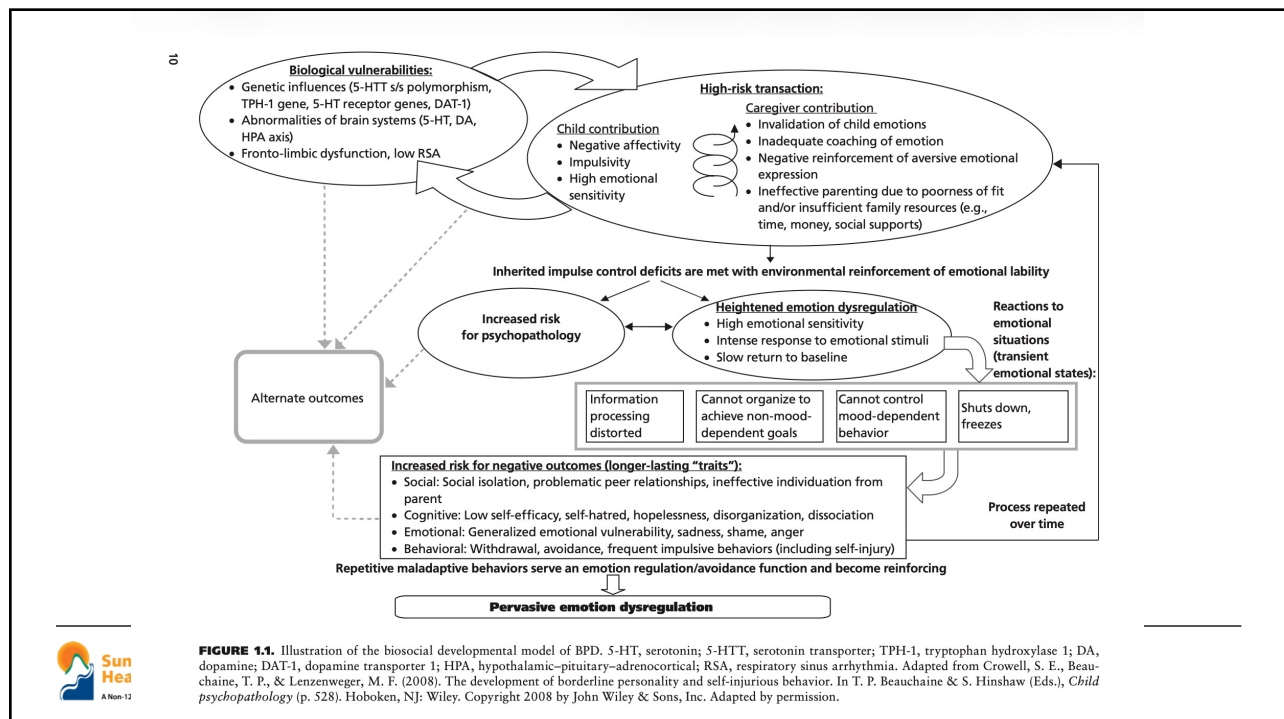 10
Biological vulnerabilities:
• Genetic influences (5-HTT s/s polymorphism,
TPH-1 gene, 5-HT receptor genes, DAT-1)
• Abnormalities of brain systems (5-HT, DA,
HPA axis)
• Fronto-limbic dysfunction, low RSA
High-risk transaction:
Child contribution
• Negative affectivity
• Impulsivity
• High emotional
sensitivity
Caregiver contribution
• Invalidation of child emotions
• Inadequate coaching of emotion
• Negative reinforcement of aversive emotional
expression
• Ineffective parenting due to poorness of fit
and/or insufficient family resources (e.g.,
time, money, social supports)
Inherited impulse control deficits are met with environmental reinforcement of emotional lability
Increased risk
for psychopathology
Heightened emotion dysregulation
• High emotional sensitivity
• Intense response to emotional stimuli
• Slow return to baseline
Reactions to
emotional
situations
(transient
emotional states):
Alternate outcomes
Information
processing
distorted
Cannot organize to
achieve non-mood-
dependent goals
Cannot control
mood-dependent
behavior
Shuts down,
freezes
Increased risk for negative outcomes (longer-lasting “traits”):
• Social: Social isolation, problematic peer relationships, ineffective individuation from
parent
• Cognitive: Low self-efficacy, self-hatred, hopelessness, disorganization, dissociation
• Emotional: Generalized emotional vulnerability, sadness, shame, anger
• Behavioral: Withdrawal, avoidance, frequent impulsive behaviors (including self-injury)
Process repeated
over time
Repetitive maladaptive behaviors serve an emotion regulation/avoidance function and become reinforcing
Pervasive emotion dysregulation
Sun
Hea
A Non-12
FIGURE 1.1. Illustration of the biosocial developmental model of BPD. 5-HT, serotonin; 5-HTT, serotonin transporter; TPH-1, tryptophan hydroxylase 1; DA,
dopamine; DAT-1, dopamine transporter 1; HPA, hypothalamic–pituitary–adrenocortical; RSA, respiratory sinus arrhythmia. Adapted from Crowell, S. E., Beau-
chaine, T. P., & Lenzenweger, M. F. (2008). The development of borderline personality and self-injurious behavior. In T. P. Beauchaine & S. Hinshaw (Eds.), Child
psychopathology (p. 528). Hoboken, NJ: Wiley. Copyright 2008 by John Wiley & Sons, Inc. Adapted by permission.